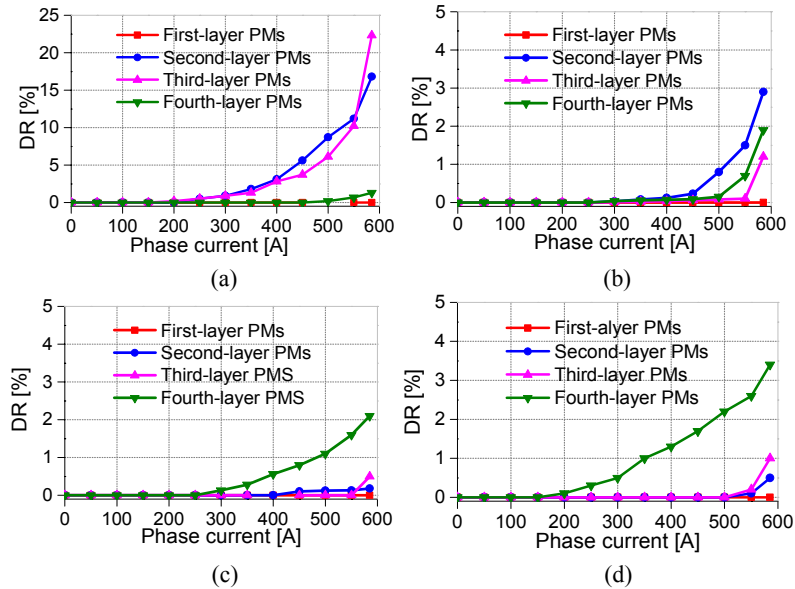 First-layer PMs
Second-layer PMs
Third-layer PMs
Fourth-layer PMs
DR [%]
25
20
15
10
5
0
0 100 200 300 400 500 600
Phase current [A]
(a)
First-layer PMs
Second-layer PMs
Third-layer PMs
Fourth-layer PMs
DR [%]
5
4
3
2
1
0
0 100 200 300 400 500 600
Phase current [A]
(b)
First-layer PMs
Second-layer PMs
Third-layer PMS
Fourth-layer PMS
DR [%]
5
4
3
2
1
0
0 100 200 300 400 500 600
Phase current [A]
(c)
First-alyer PMs
Second-layer PMs
Third-layer PMs
Fourth-layer PMs
DR [%]
5
4
3
2
1
0
0 100 200 300 400 500 600
Phase current [A]
(d)